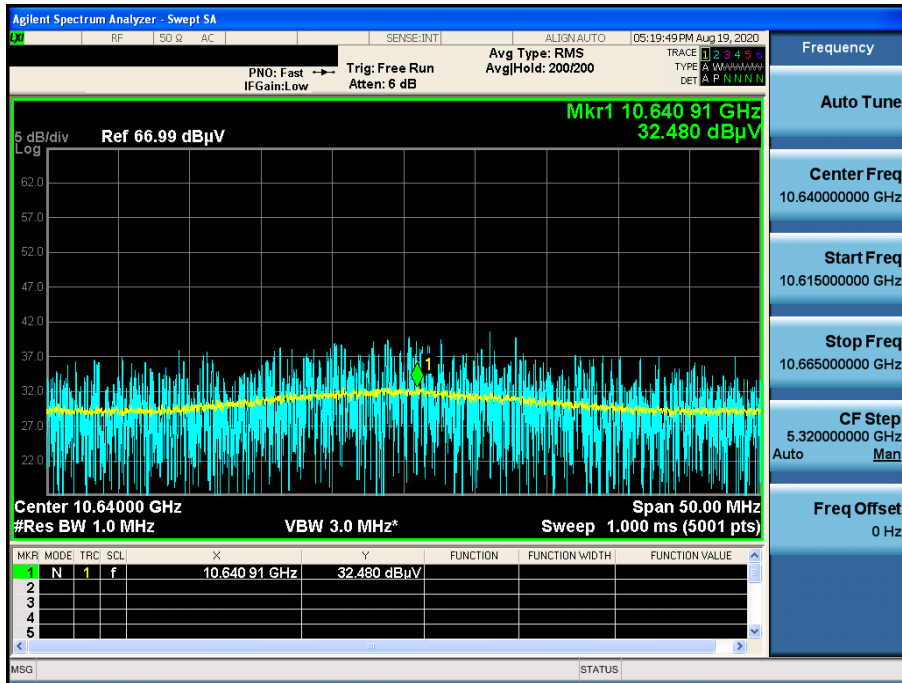 Agilent Spectrum Analyzer - Swept SA
LXI RF 50 Ω AC SENSE:INT ALIGN AUTO 05:19:49 PM Aug 19, 2020
PNO: Fast Trig: Free Run Avg Type: RMS TRACE 1 2 3 4 5 6
IFGain:Low Atten: 6 dB Avg|Hold: 200/200 TYPE A WWWWW
DET A P N N N N
Mkr1 10.640 91 GHz
32.480 dBµV
5 dB/div Ref 66.99 dBµV
Log
62.0
57.0
52.0
47.0
42.0
37.0
1
32.0
27.0
22.0
Center 10.64000 GHz Span 50.00 MHz
#Res BW 1.0 MHz VBW 3.0 MHz* Sweep 1.000 ms (5001 pts)
MKR MODE TRC SCL X Y FUNCTION FUNCTION WIDTH FUNCTION VALUE
1 N 1 f 10.640 91 GHz 32.480 dBµV
2
3
4
5
MSG STATUS
Frequency
Auto Tune
Center Freq
10.640000000 GHz
Start Freq
10.615000000 GHz
Stop Freq
10.665000000 GHz
CF Step
5.320000000 GHz
Auto Man
Freq Offset
0 Hz